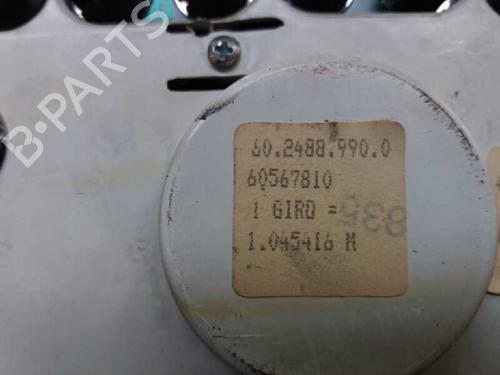 B-PARTS
60.2488.990.0
60567810
1 GIRO =
835
1.045416 M